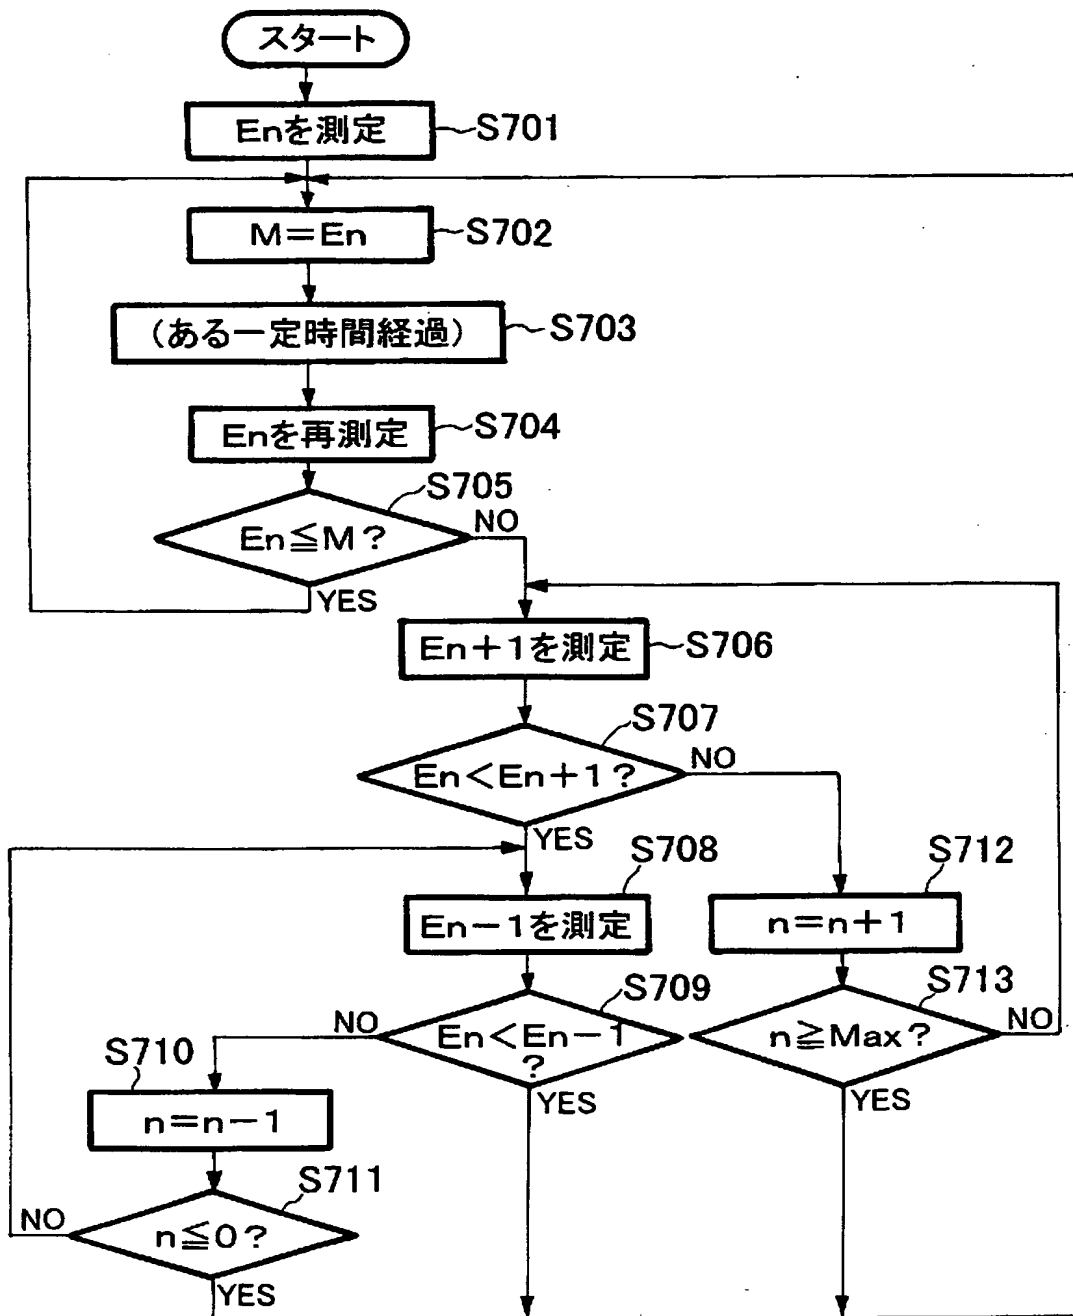 スタート
Enを測定
S701
M=En
S702
(ある一定時間経過)
S703
Enを再測定
S704
S705
En≦M?
NO
YES
En+1を測定
S706
S707
En<En+1?
NO
YES
S708
En-1を測定
S712
n=n+1
S709
En<En-1
?
NO
YES
S713
n≧Max?
NO
YES
S710
n=n-1
S711
n≦0?
NO
YES